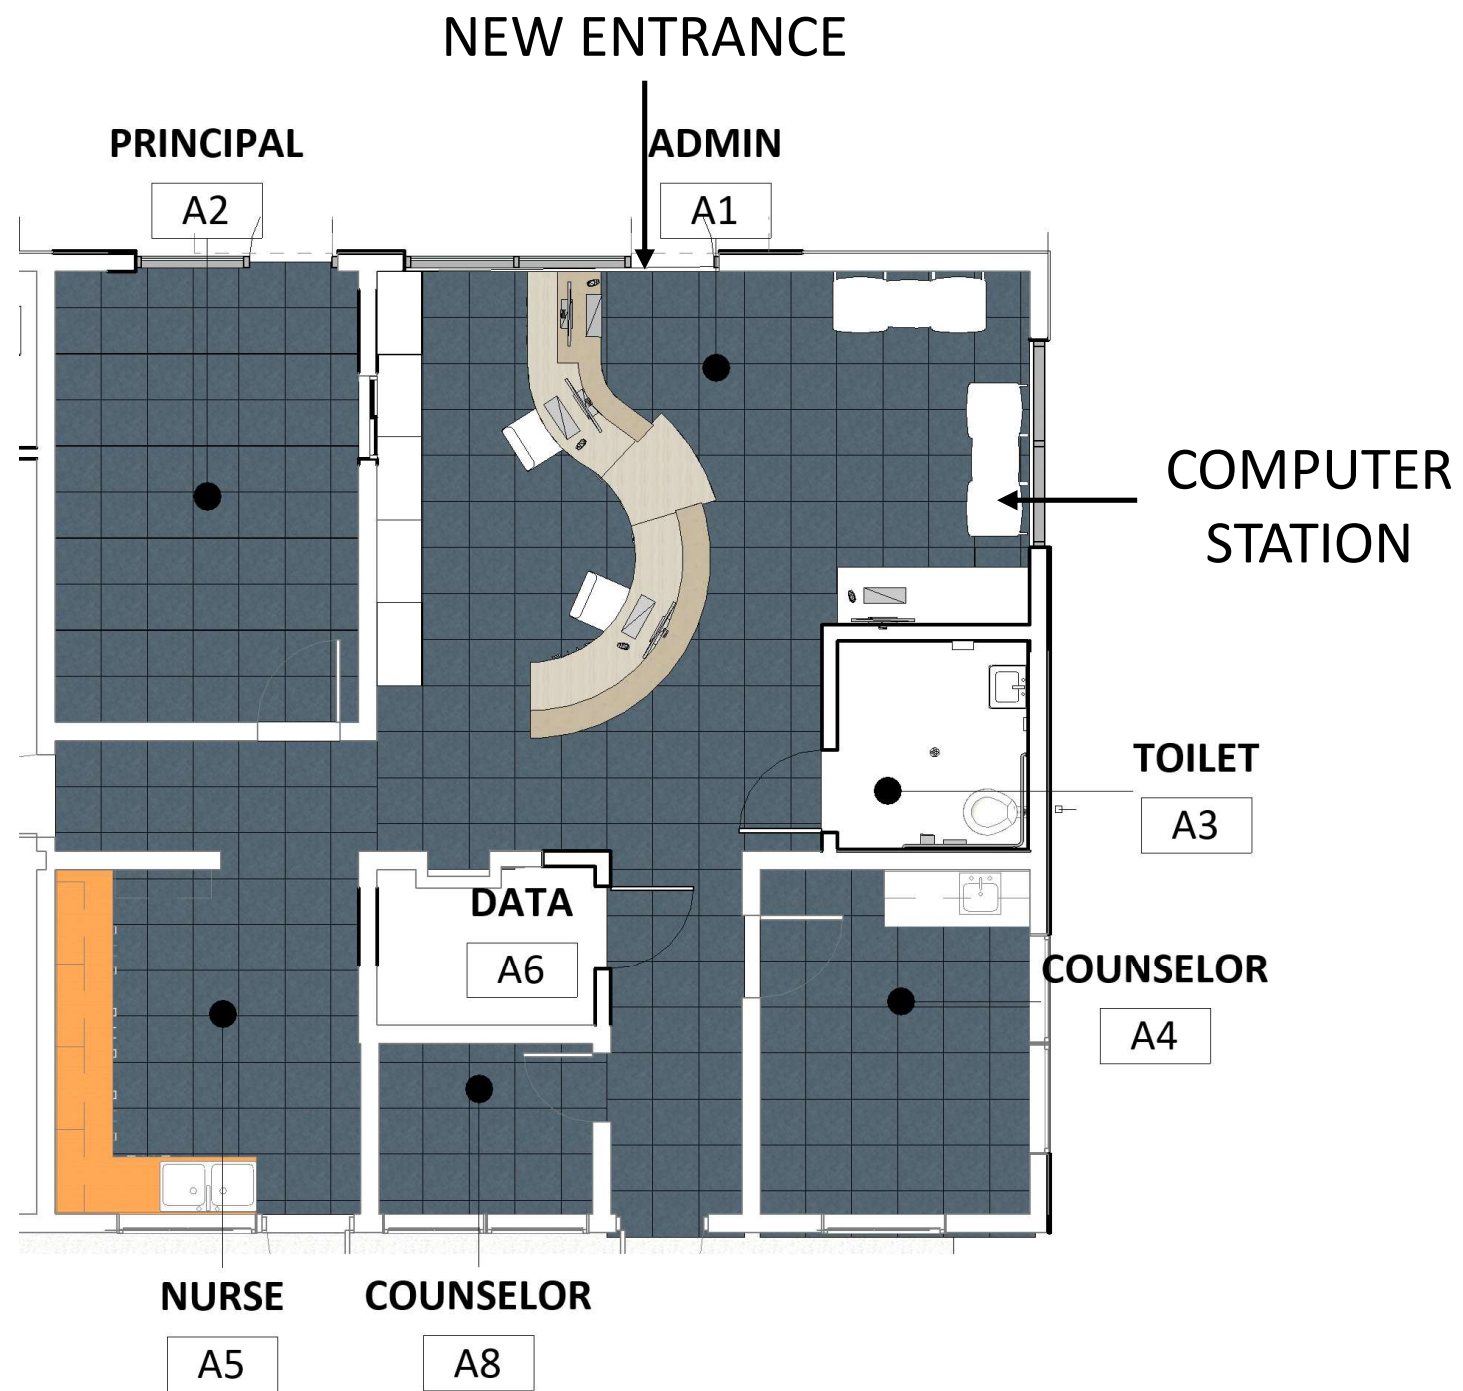 NEW ENTRANCE
PRINCIPAL
A2
ADMIN
A1
COMPUTER
STATION
TOILET
A3
DATA
A6
COUNSELOR
A4
NURSE
A5
COUNSELOR
A8